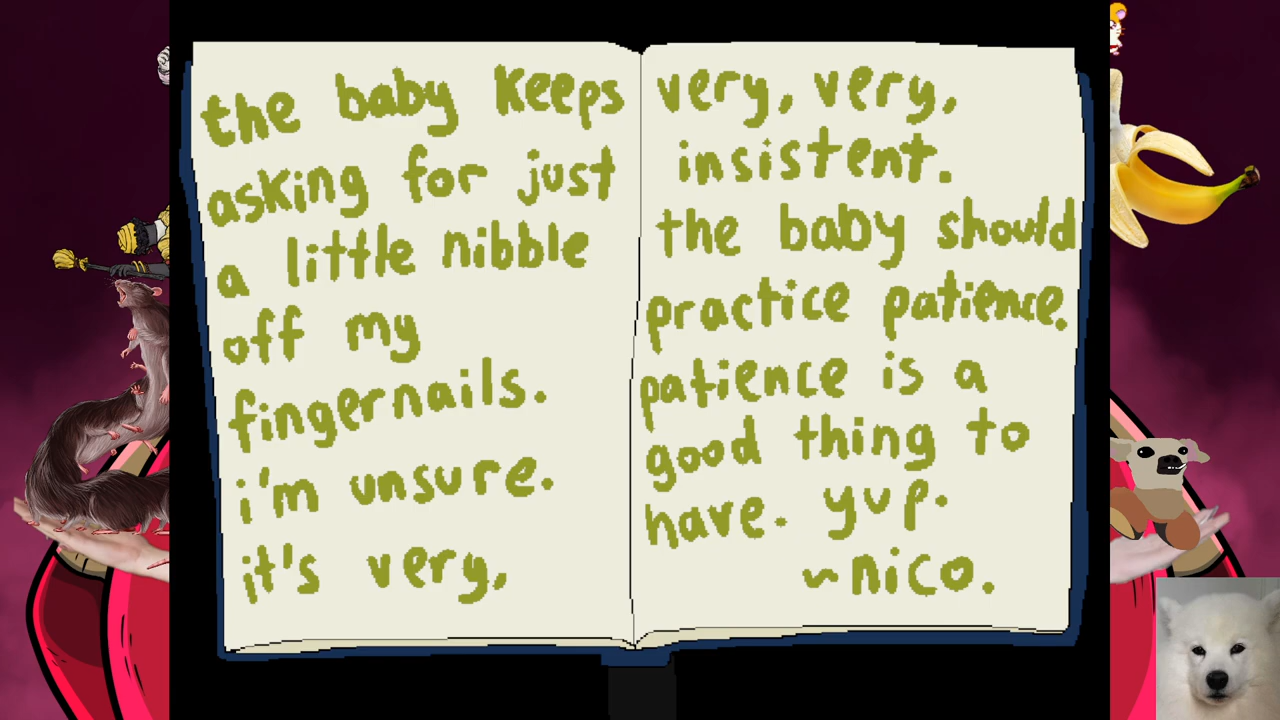 the baby keeps
asking for just
a little nibble
off my
fingernails.
i'm unsure.
it's very,
very, very,
insistent.
the baby should
practice patience.
patience is a
good thing to
have. yup.
~nico.